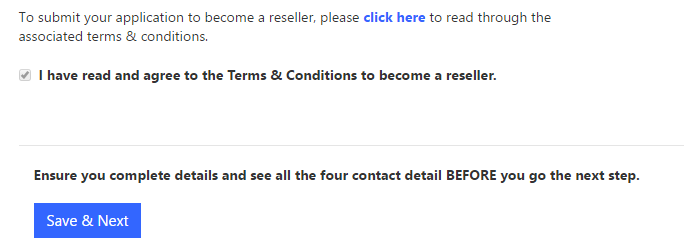 To submit your application to become a reseller, please click here to read through the
associated terms & conditions.
I have read and agree to the Terms & Conditions to become a reseller.
Ensure you complete details and see all the four contact detail BEFORE you go the next step.
Save & Next